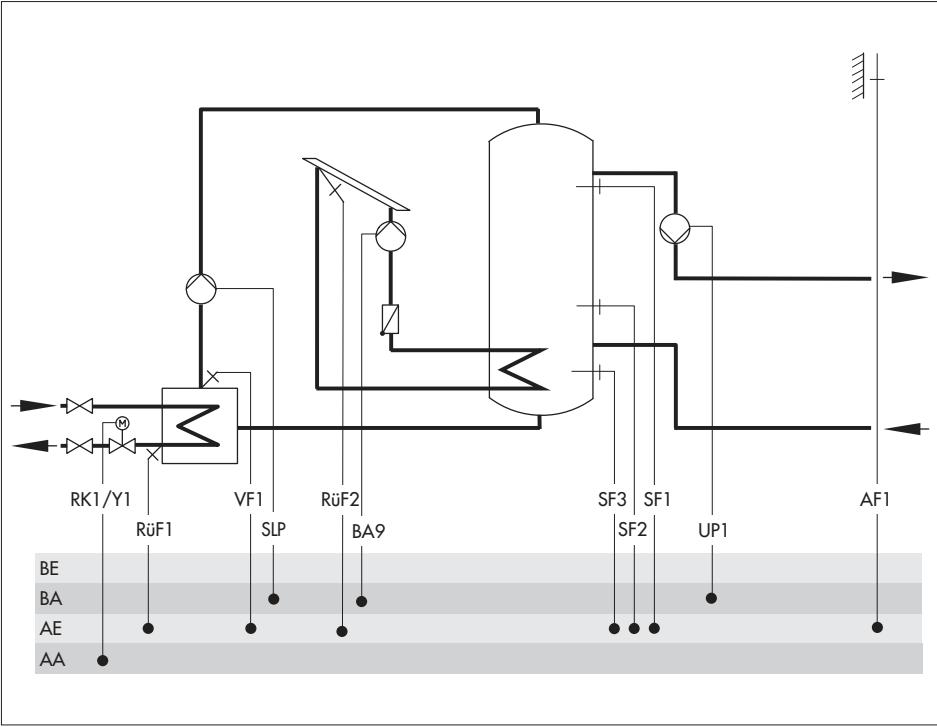 M
RK1/Y1
VF1
RüF2
SF3
SF1
AF1
RüF1
SLP
BA9
SF2
UP1
BE
BA
AE
AA